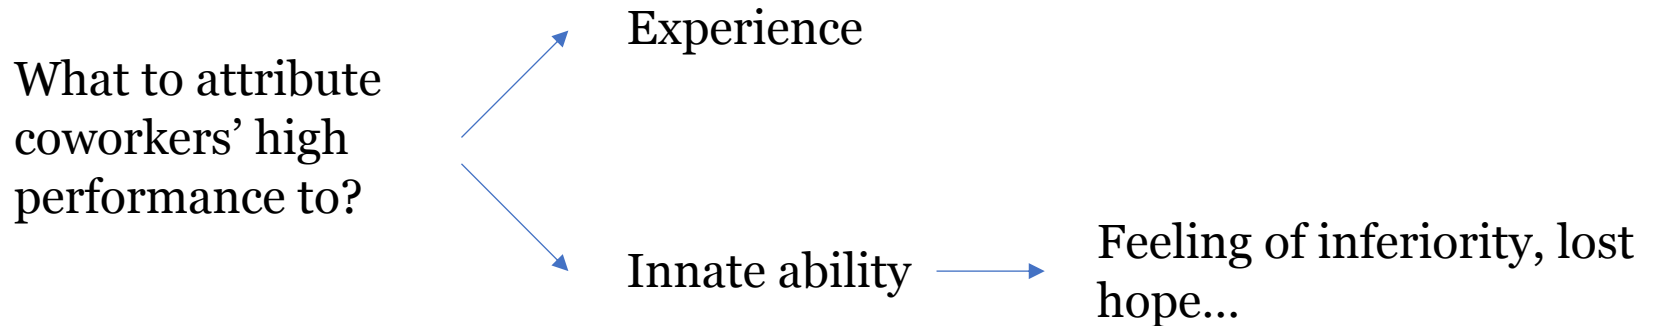 What to attribute
coworkers’ high
performance to?
Experience
Innate ability
Feeling of inferiority, lost
hope...